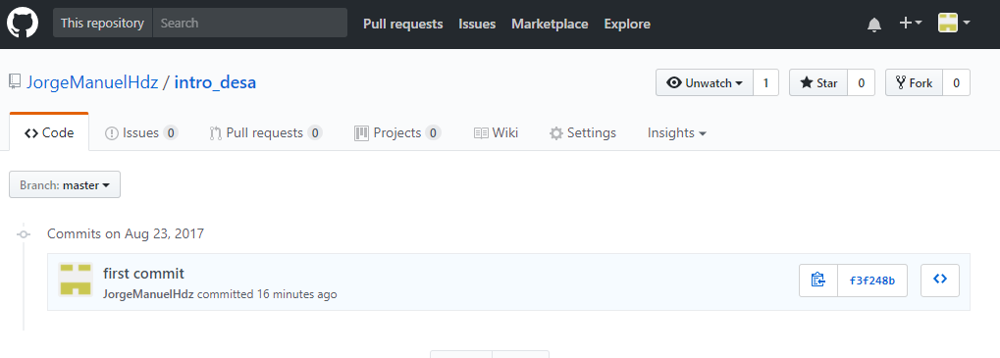 This repository Search Pull requests Issues Marketplace Explore
JorgeManuelHdz / intro_desa Unwatch 1 Star 0 Fork 0
Code Issues 0 Pull requests 0 Projects 0 Wiki Settings Insights
Branch: master
Commits on Aug 23, 2017
first commit
JorgeManuelHdz committed 16 minutes ago
f3f248b